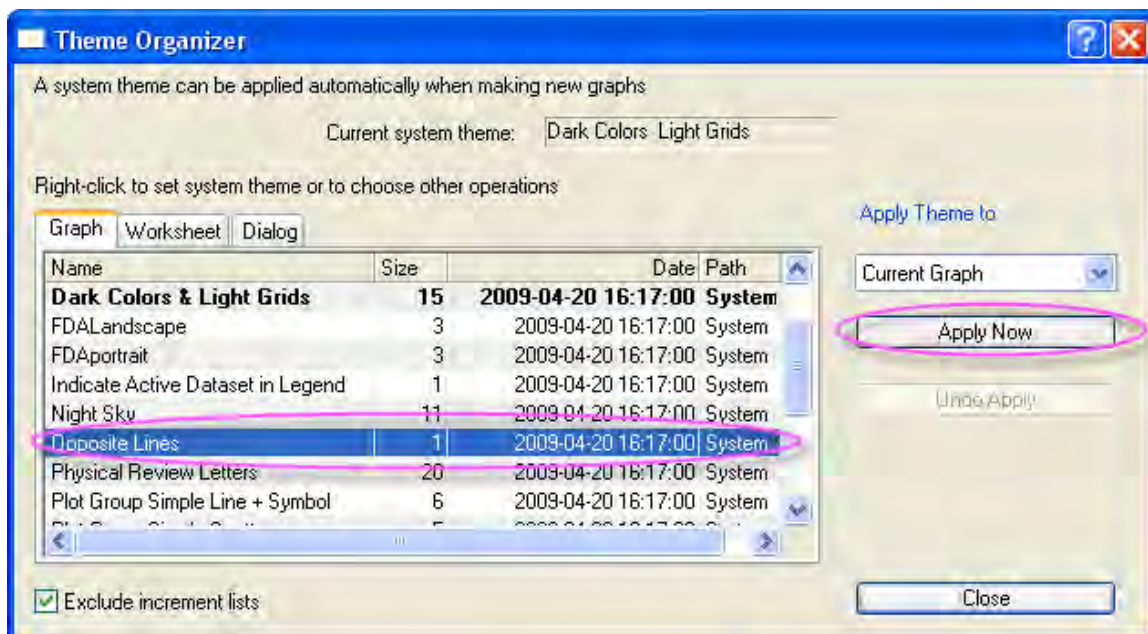 Theme Organizer
A system theme can be applied automatically when making new graphs
Current system theme: Dark Colors Light Grids
Right-click to set system theme or to choose other operations
Graph Worksheet Dialog
Name Size Date Path
Dark Colors & Light Grids 15 2009-04-20 16:17:00 System
FDALandscape 3 2009-04-20 16:17:00 System
FDAportrait 3 2009-04-20 16:17:00 System
Indicate Active Dataset in Legend 1 2009-04-20 16:17:00 System
Night Sky 11 2009-04-20 16:17:00 System
Opposite Lines 1 2009-04-20 16:17:00 System
Physical Review Letters 20 2009-04-20 16:17:00 System
Plot Group Simple Line + Symbol 6 2009-04-20 16:17:00 System
Exclude increment lists
Apply Theme to
Current Graph
Apply Now
Undo Apply
Close